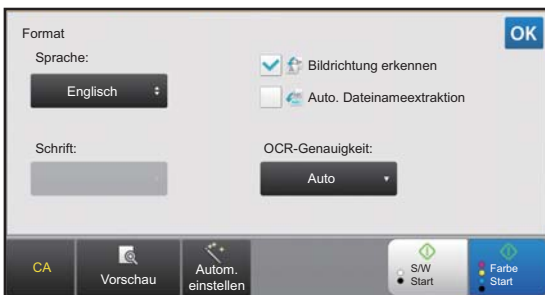 Format
OK
Sprache:
Englisch
Bildrichtung erkennen
Auto. Dateinameextraktion
Schrift:
OCR-Genauigkeit:
Auto
CA
Vorschau
Autom.
einstellen
S/W
Start
Farbe
Start